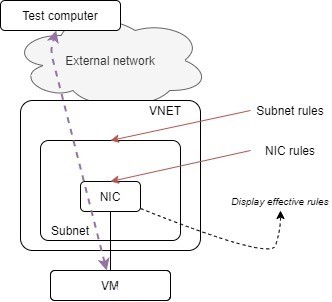 Test computer
External network
VNET
Subnet rules
NIC rules
NIC
Display effective rules
Subnet
VM